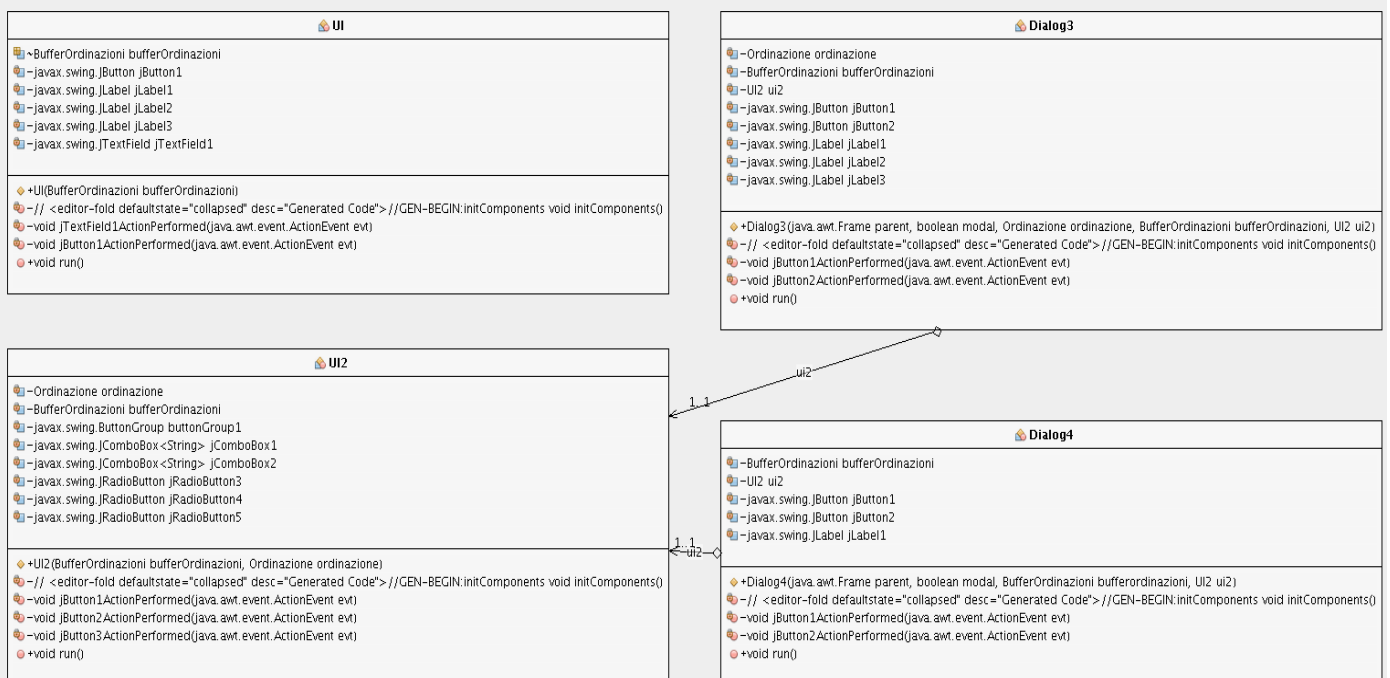 UI
~BufferOrdinazioni bufferOrdinazioni
-javax.swing.JButton jButton1
-javax.swing.JLabel jLabel1
-javax.swing.JLabel jLabel2
-javax.swing.JLabel jLabel3
-javax.swing.JTextField jTextField1
+UI(BufferOrdinazioni bufferOrdinazioni)
-// <editor-fold defaultstate="collapsed" desc="Generated Code">//GEN-BEGIN:initComponents void initComponents()
-void jTextField1ActionPerformed(java.awt.event.ActionEvent evt)
-void jButton1ActionPerformed(java.awt.event.ActionEvent evt)
+void run()
Dialog3
-Ordinazione ordinazione
-BufferOrdinazioni bufferOrdinazioni
-UI2 ui2
-javax.swing.JButton jButton1
-javax.swing.JButton jButton2
-javax.swing.JLabel jLabel1
-javax.swing.JLabel jLabel2
-javax.swing.JLabel jLabel3
+Dialog3(java.awt.Frame parent, boolean modal, Ordinazione ordinazione, BufferOrdinazioni bufferOrdinazioni, UI2 ui2)
-// <editor-fold defaultstate="collapsed" desc="Generated Code">//GEN-BEGIN:initComponents void initComponents()
-void jButton1ActionPerformed(java.awt.event.ActionEvent evt)
-void jButton2ActionPerformed(java.awt.event.ActionEvent evt)
+void run()
ui2
1..1
UI2
-Ordinazione ordinazione
-BufferOrdinazioni bufferOrdinazioni
-javax.swing.ButtonGroup buttonGroup1
-javax.swing.JComboBox<String> jComboBox1
-javax.swing.JComboBox<String> jComboBox2
-javax.swing.JRadioButton jRadioButton3
-javax.swing.JRadioButton jRadioButton4
-javax.swing.JRadioButton jRadioButton5
+UI2(BufferOrdinazioni bufferOrdinazioni, Ordinazione ordinazione)
-// <editor-fold defaultstate="collapsed" desc="Generated Code">//GEN-BEGIN:initComponents void initComponents()
-void jButton1ActionPerformed(java.awt.event.ActionEvent evt)
-void jButton2ActionPerformed(java.awt.event.ActionEvent evt)
-void jButton3ActionPerformed(java.awt.event.ActionEvent evt)
+void run()
1..1
ui2
Dialog4
-BufferOrdinazioni bufferOrdinazioni
-UI2 ui2
-javax.swing.JButton jButton1
-javax.swing.JButton jButton2
-javax.swing.JLabel jLabel1
+Dialog4(java.awt.Frame parent, boolean modal, BufferOrdinazioni bufferordinazioni, UI2 ui2)
-// <editor-fold defaultstate="collapsed" desc="Generated Code">//GEN-BEGIN:initComponents void initComponents()
-void jButton1ActionPerformed(java.awt.event.ActionEvent evt)
-void jButton2ActionPerformed(java.awt.event.ActionEvent evt)
+void run()